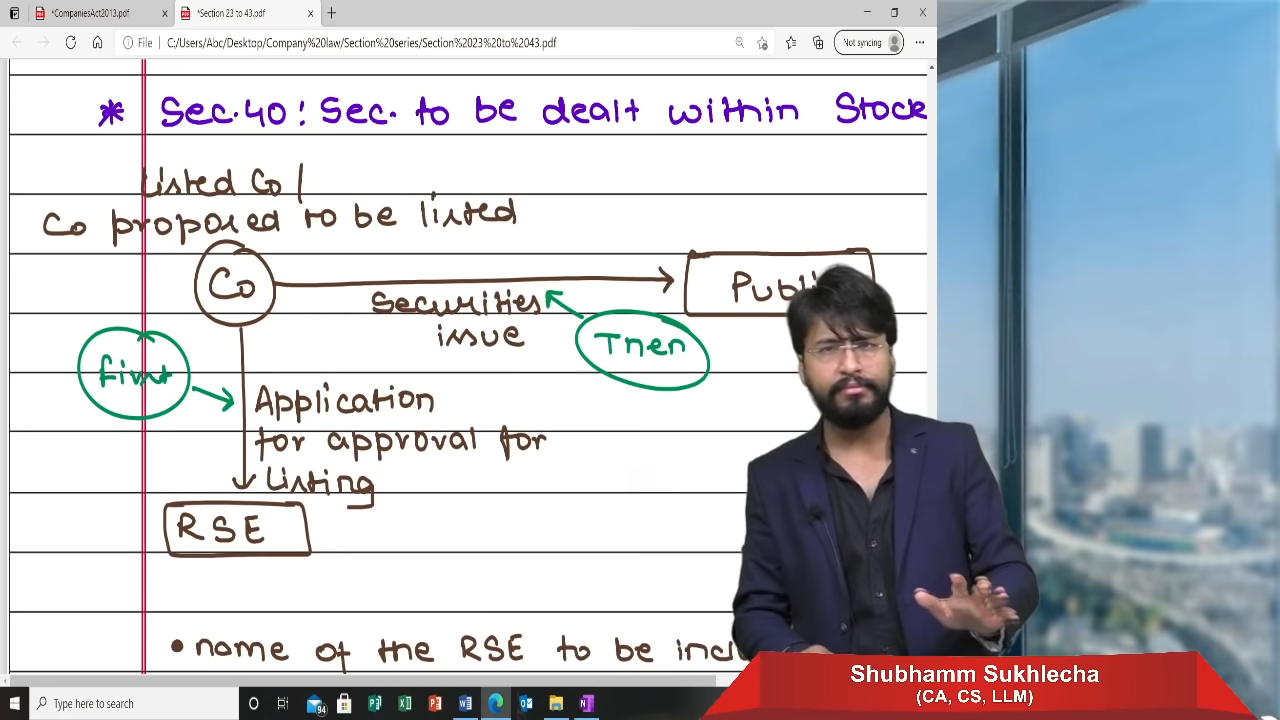 *CompaniesAct2013.pdf
*Section 23 to 43.pdf
File
C:/Users/Abc/Desktop/Company%20law/Section%20series/Section%2023%20to%2043.pdf
Not syncing
* Sec.40: Sec. to be dealt within Stock
Listed Co |
Co proposed to be listed
Co
Public
Securities
issue
Then
First
Application
for approval for
Listing
RSE
• name of the RSE to be incl
Shubhamm Sukhlecha
(CA, CS, LLM)
Type here to search
94